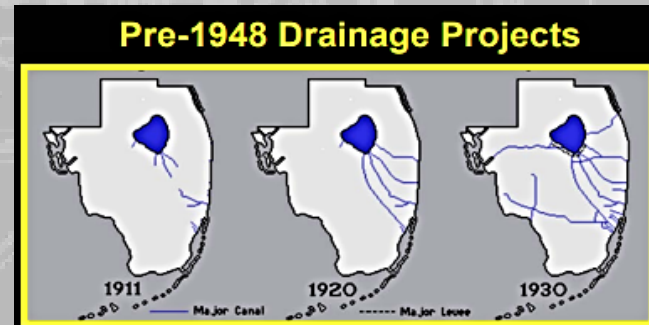 Pre-1948 Drainage Projects
1911
1920
1930
Major Canal
Major Levee